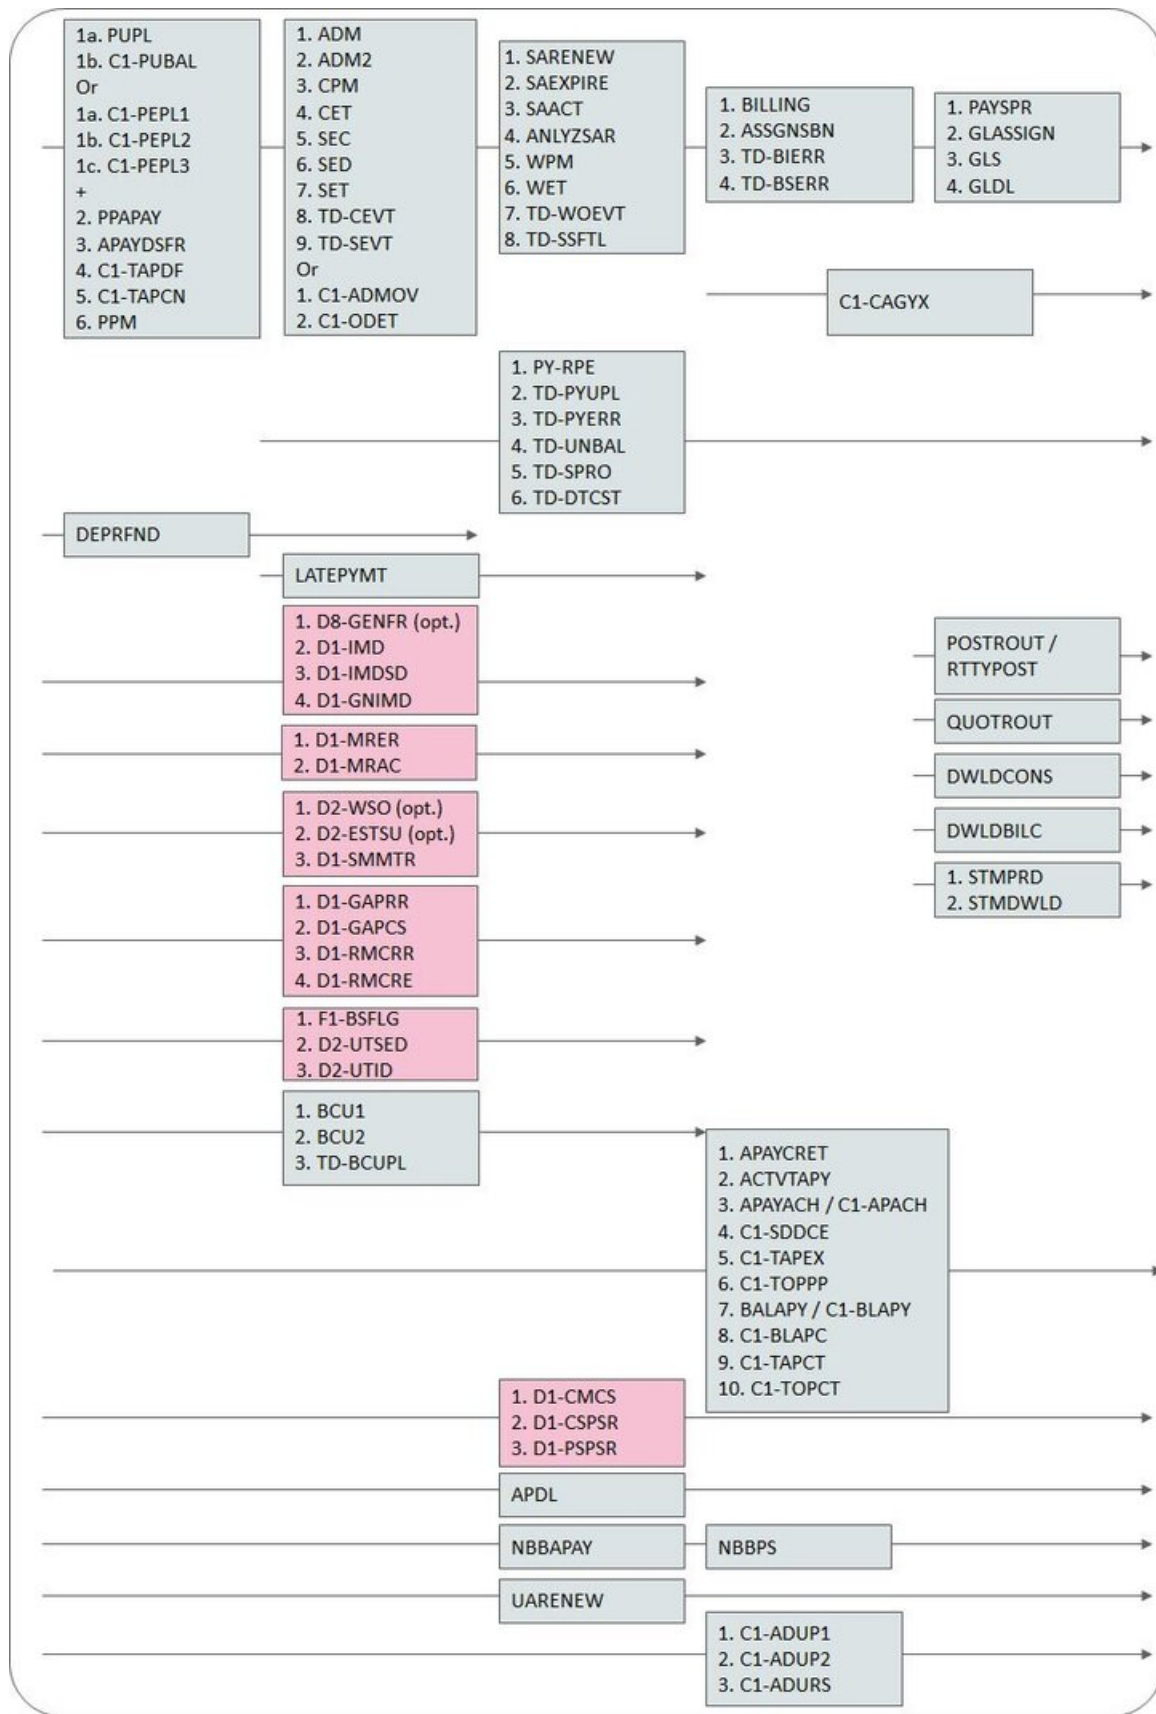 1a. PUPL
1b. C1-PUBAL
Or
1a. C1-PEPL1
1b. C1-PEPL2
1c. C1-PEPL3
+
2. PPAPAY
3. APAYDSFR
4. C1-TAPDF
5. C1-TAPCN
6. PPM
1. ADM
2. ADM2
3. CPM
4. CET
5. SEC
6. SED
7. SET
8. TD-CEVT
9. TD-SEVT
Or
1. C1-ADMOV
2. C1-ODET
1. SARENEW
2. SAEXPIRE
3. SAACT
4. ANLYZSAR
5. WPM
6. WET
7. TD-WOEVT
8. TD-SSFTL
1. BILLING
2. ASSGNSBN
3. TD-BIERR
4. TD-BSERR
1. PAYSPR
2. GLASSIGN
3. GLS
4. GLDL
C1-CAGYX
1. PY-RPE
2. TD-PYUPL
3. TD-PYERR
4. TD-UNBAL
5. TD-SPRO
6. TD-DTCST
DEPRFND
LATEPYMT
1. D8-GENFR (opt.)
2. D1-IMD
3. D1-IMDSD
4. D1-GNIMD
POSTROUT /
RTTYPOST
QUOTROUT
1. D1-MRER
2. D1-MRAC
DWLDCONS
1. D2-WSO (opt.)
2. D2-ESTSU (opt.)
3. D1-SMMTR
DWLDBILC
1. STMPRD
2. STMDWLD
1. D1-GAPRR
2. D1-GAPCS
3. D1-RMCRR
4. D1-RMCRE
1. F1-BSFLG
2. D2-UTSED
3. D2-UTID
1. BCU1
2. BCU2
3. TD-BCUPL
1. APAYCRET
2. ACTVTAPY
3. APAYACH / C1-APACH
4. C1-SDDCE
5. C1-TAPEX
6. C1-TOPPP
7. BALAPY / C1-BLAPY
8. C1-BLAPC
9. C1-TAPCT
10. C1-TOPCT
1. D1-CMCS
2. D1-CSPSR
3. D1-PSPSR
APDL
NBBAPAY
NBBPS
UARENEW
1. C1-ADUP1
2. C1-ADUP2
3. C1-ADURS